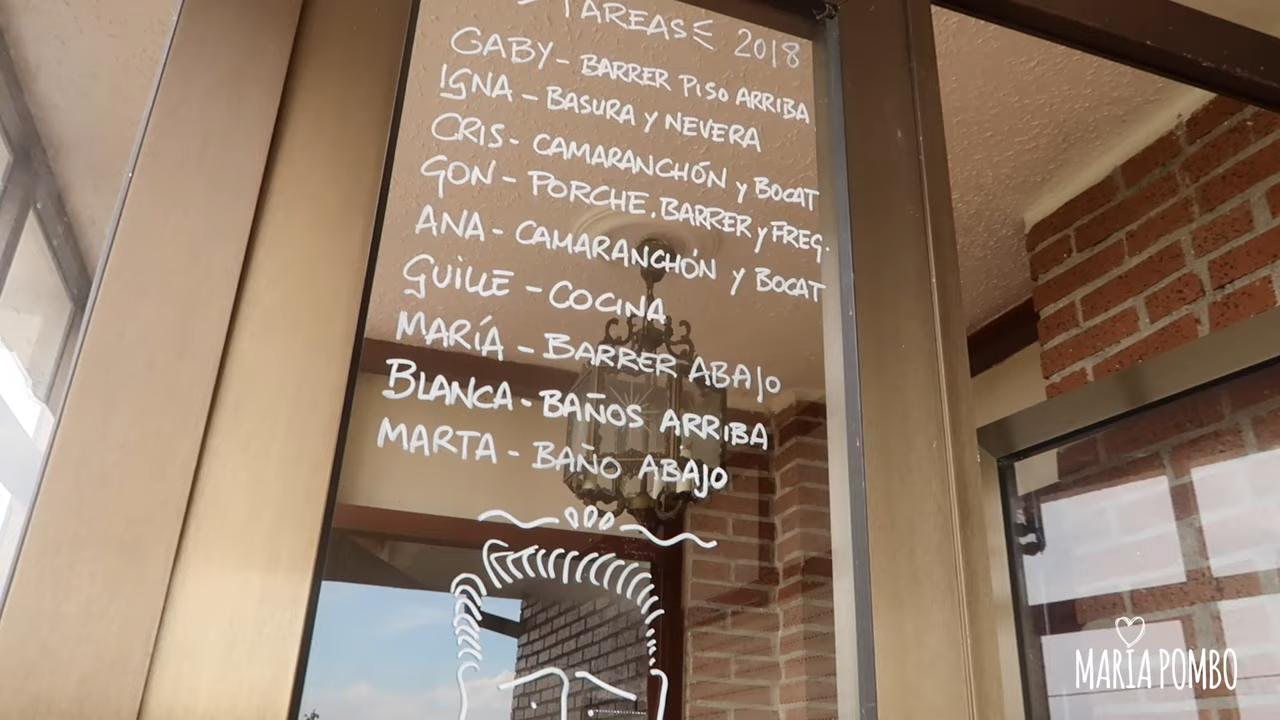 TAREAS 2018
GABY - BARRER PISO ARRIBA
IGNA - BASURA Y NEVERA
CRIS - CAMARANCHÓN y BOCAT
GON - PORCHE. BARRER y FREG.
ANA - CAMARANCHÓN y BOCAT
GUILLE - COCINA
MARÍA - BARRER ABAJO
BLANCA - BAÑOS ARRIBA
MARTA - BAÑO ABAJO
MARÍA POMBO